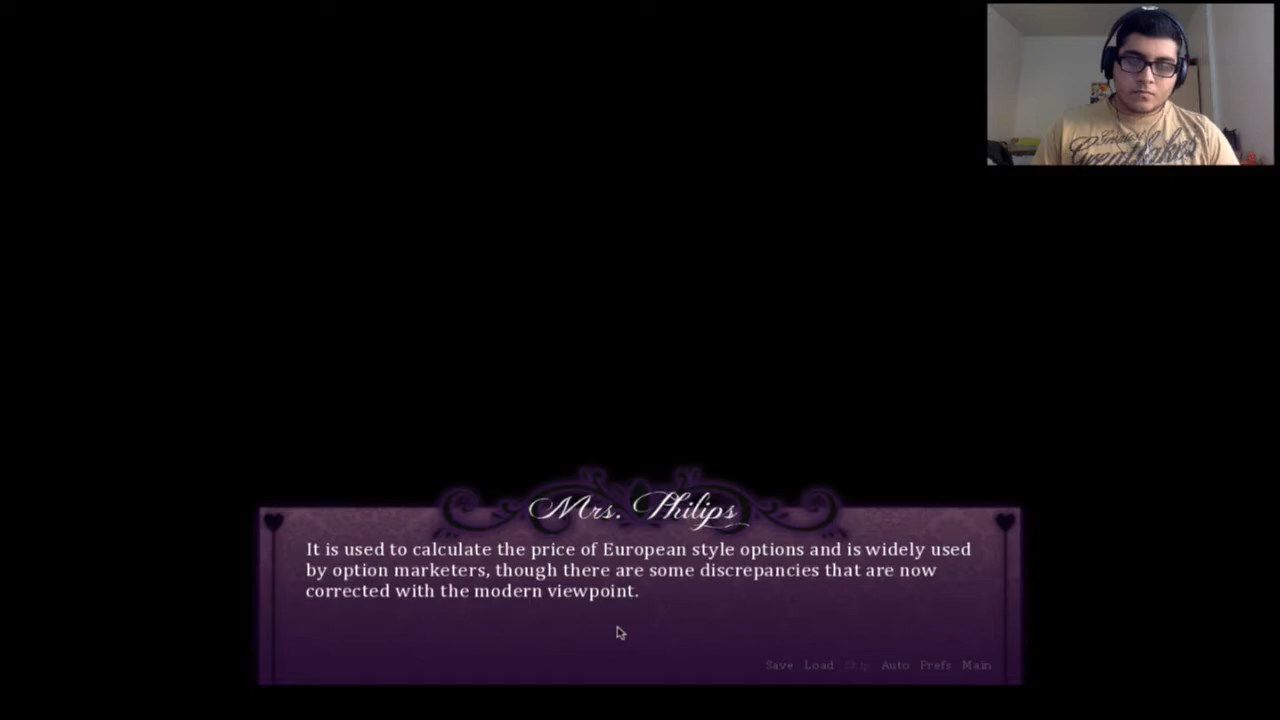 Mrs. Philips
It is used to calculate the price of European style options and is widely used
by option marketers, though there are some discrepancies that are now
corrected with the modern viewpoint.
Save Load Skip Auto Prefs Main